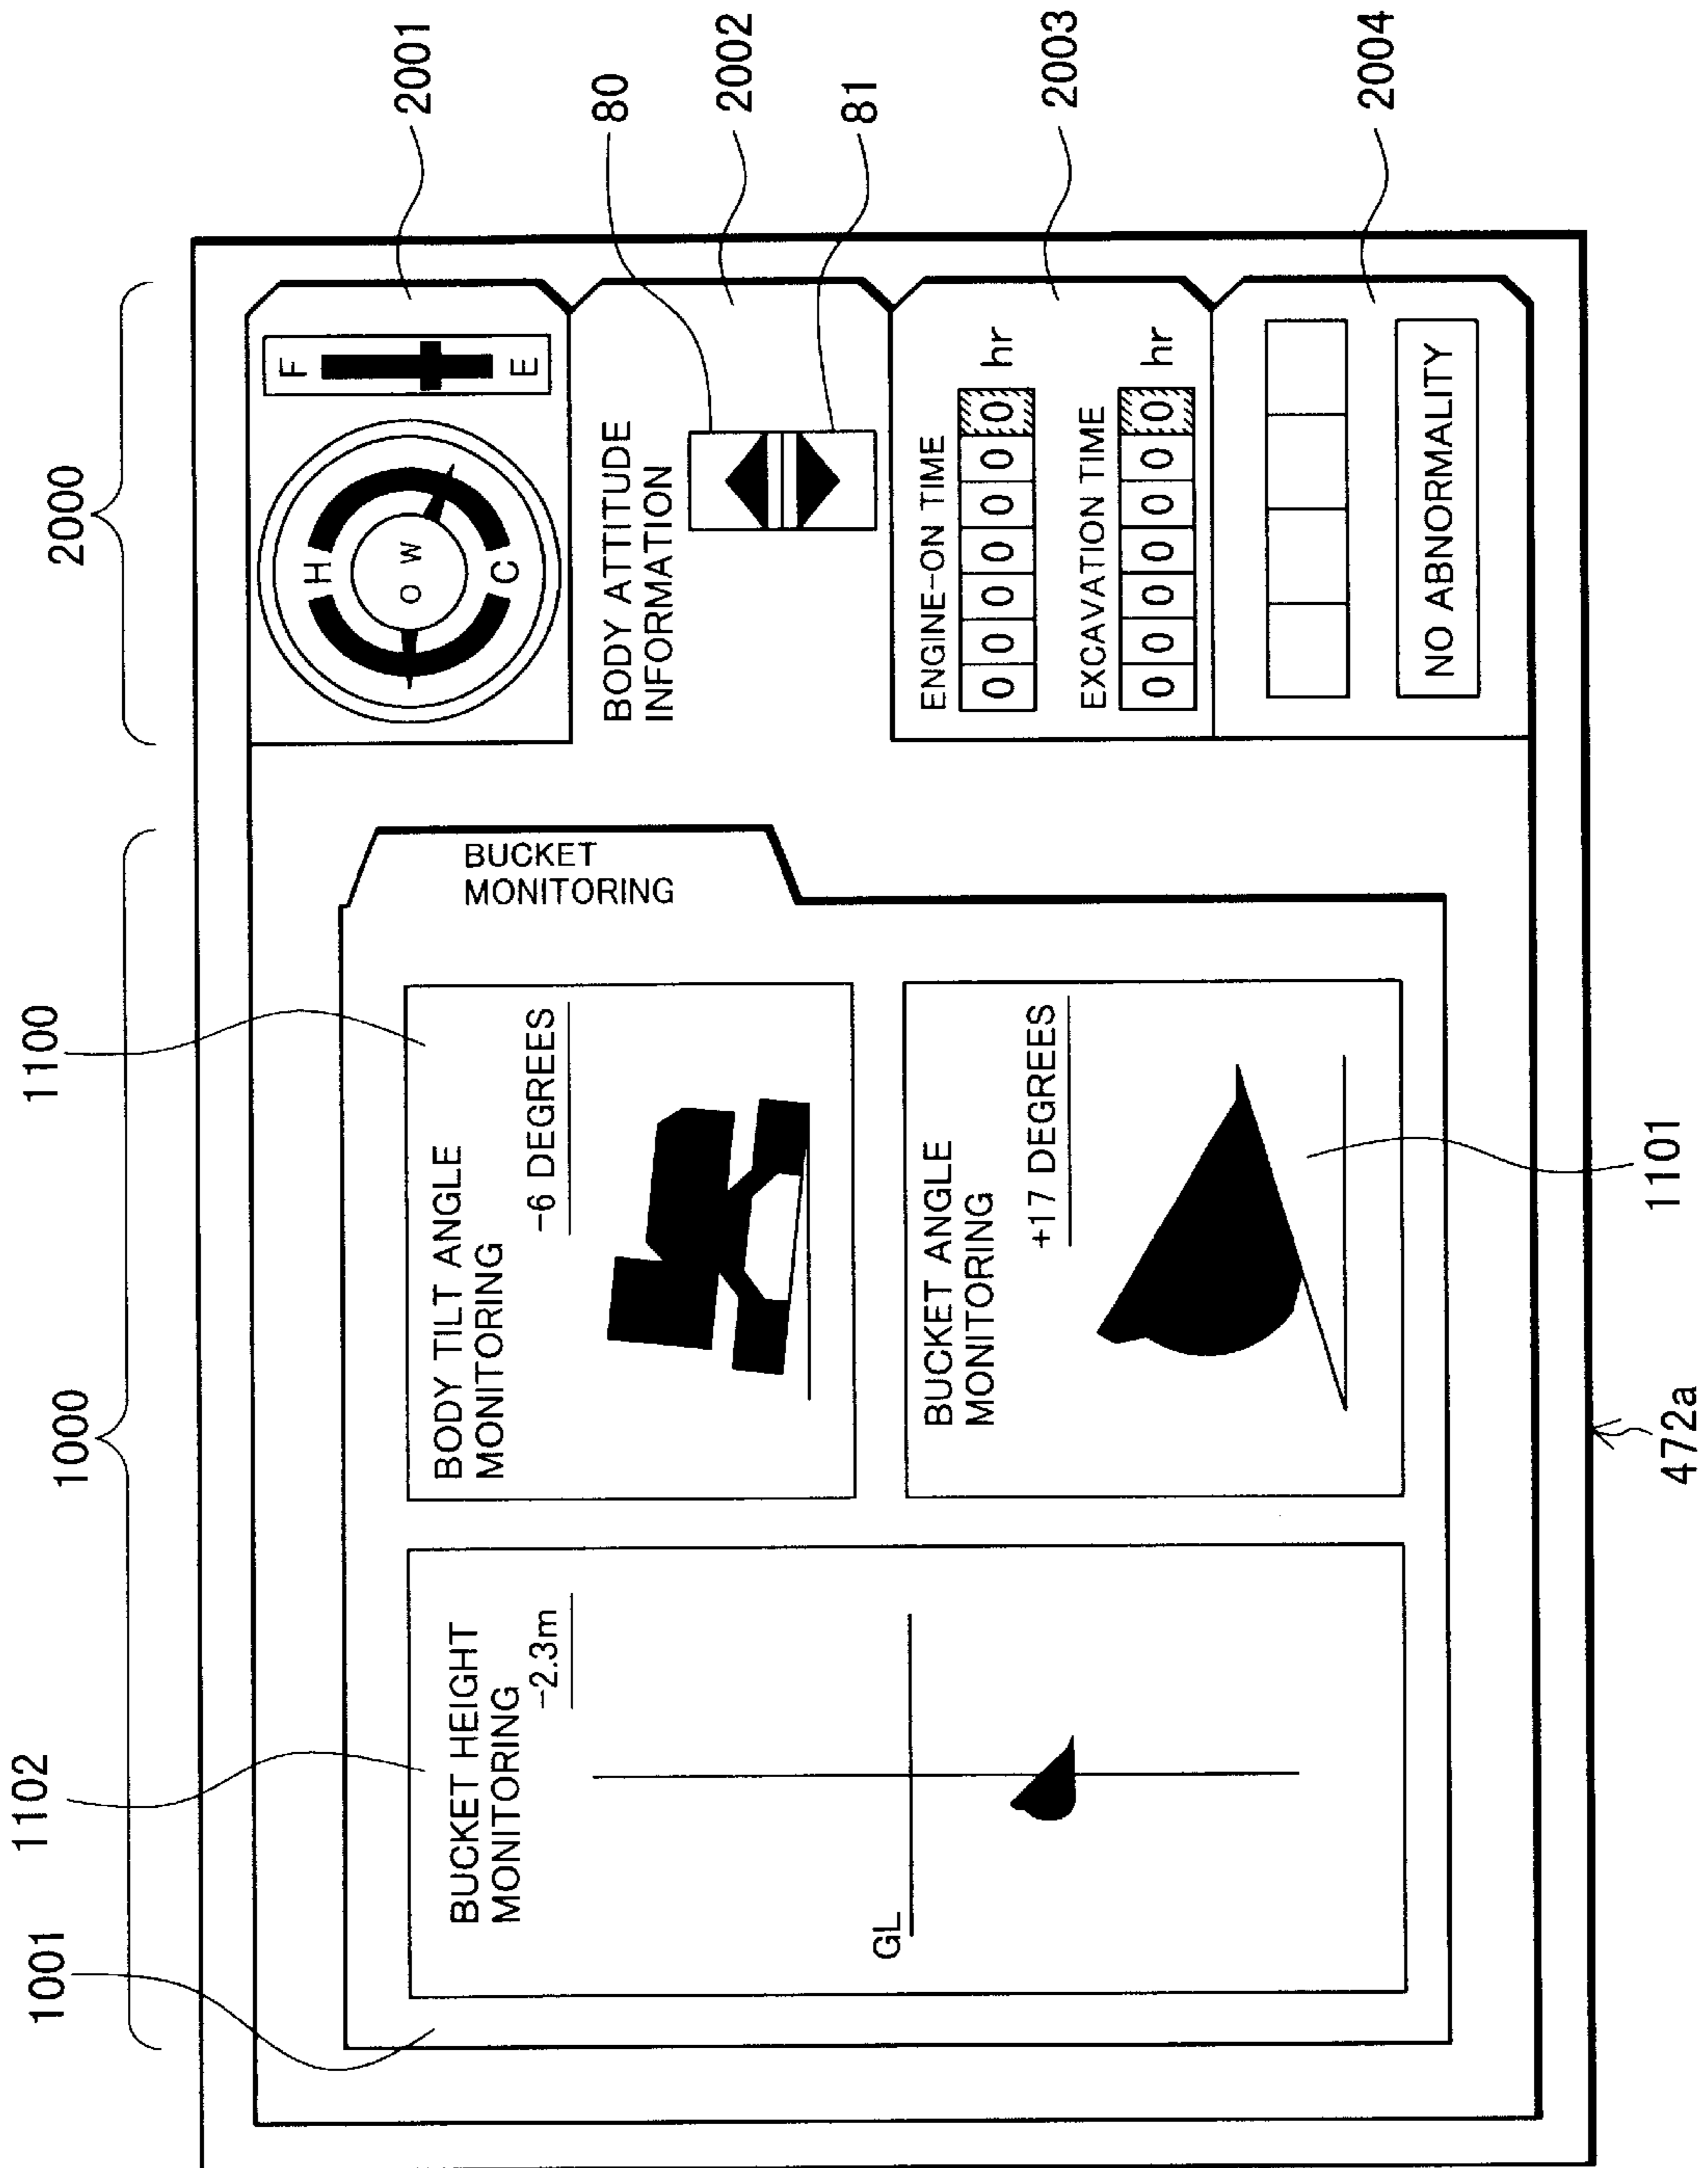 1001
1102
1000
1100
2000
BUCKET HEIGHT
MONITORING
-2.3m
GL
BODY TILT ANGLE
MONITORING
-6 DEGREES
BUCKET ANGLE
MONITORING
+17 DEGREES
BUCKET
MONITORING
H
O W
C
F
E
BODY ATTITUDE
INFORMATION
ENGINE-ON TIME
0 0 0 0 0 0 0 hr
EXCAVATION TIME
0 0 0 0 0 0 0 hr
NO ABNORMALITY
2001
80
2002
81
2003
2004
472a
1101